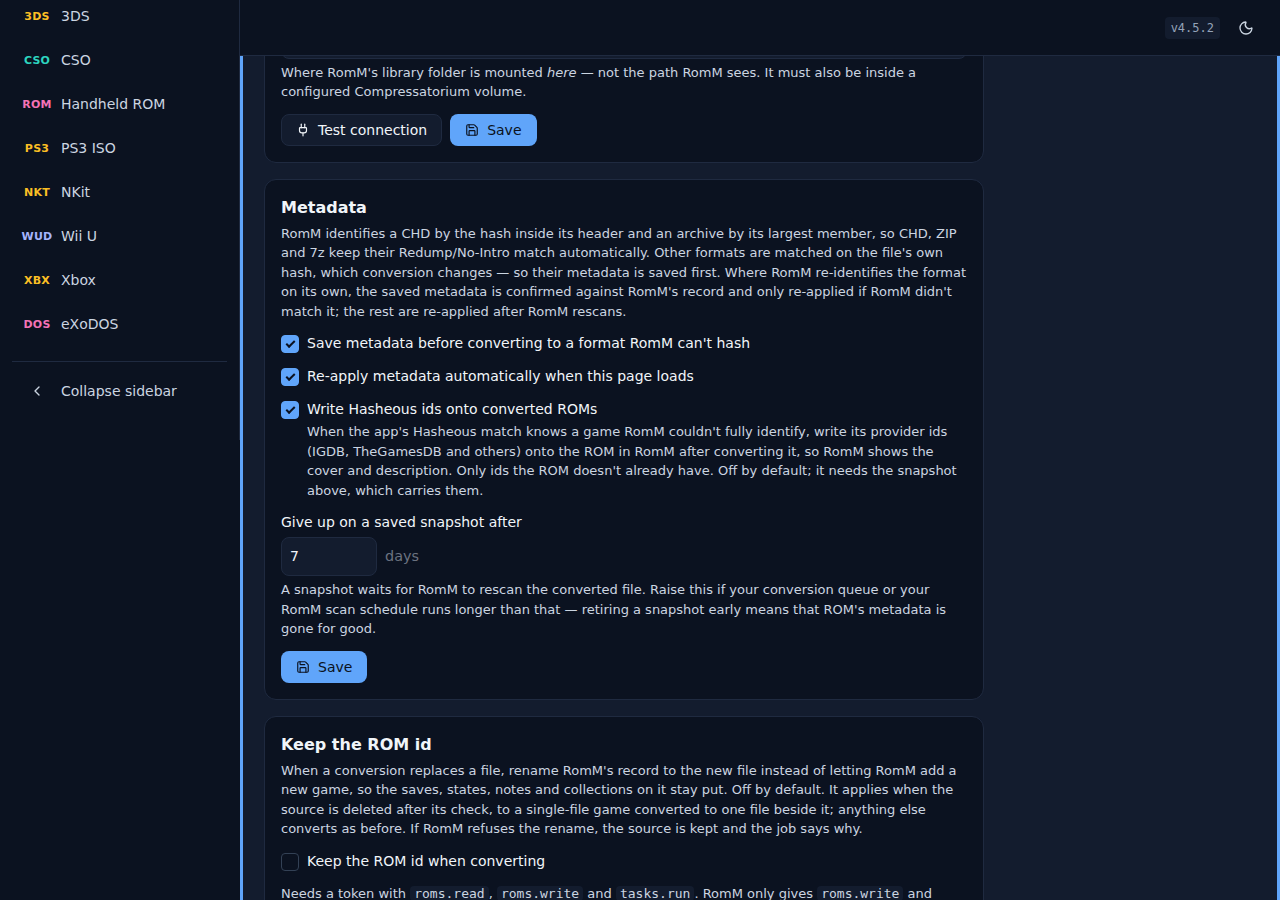 3DS 3DS
CSO CSO
ROM Handheld ROM
PS3 PS3 ISO
NKT NKit
WUD Wii U
XBX Xbox
DOS eXoDOS
Collapse sidebar
v4.5.2
Where RomM's library folder is mounted here — not the path RomM sees. It must also be inside a
configured Compressatorium volume.
Test connection
Save
Metadata
RomM identifies a CHD by the hash inside its header and an archive by its largest member, so CHD, ZIP
and 7z keep their Redump/No-Intro match automatically. Other formats are matched on the file's own
hash, which conversion changes — so their metadata is saved first. Where RomM re-identifies the format
on its own, the saved metadata is confirmed against RomM's record and only re-applied if RomM didn't
match it; the rest are re-applied after RomM rescans.
Save metadata before converting to a format RomM can't hash
Re-apply metadata automatically when this page loads
Write Hasheous ids onto converted ROMs
When the app's Hasheous match knows a game RomM couldn't fully identify, write its provider ids
(IGDB, TheGamesDB and others) onto the ROM in RomM after converting it, so RomM shows the
cover and description. Only ids the ROM doesn't already have. Off by default; it needs the snapshot
above, which carries them.
Give up on a saved snapshot after
7 days
A snapshot waits for RomM to rescan the converted file. Raise this if your conversion queue or your
RomM scan schedule runs longer than that — retiring a snapshot early means that ROM's metadata is
gone for good.
Save
Keep the ROM id
When a conversion replaces a file, rename RomM's record to the new file instead of letting RomM add a
new game, so the saves, states, notes and collections on it stay put. Off by default. It applies when the
source is deleted after its check, to a single-file game converted to one file beside it; anything else
converts as before. If RomM refuses the rename, the source is kept and the job says why.
Keep the ROM id when converting
Needs a token with roms.read, roms.write and tasks.run. RomM only gives roms.write and